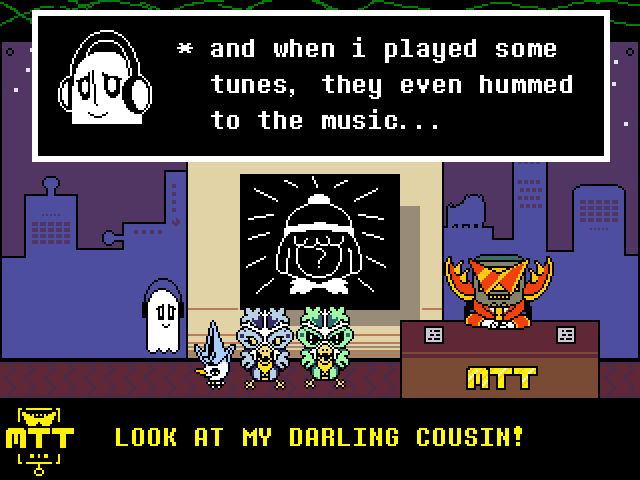 * and when i played some
tunes, they even hummed
to the music...
?
MTT
MTT
LOOK AT MY DARLING COUSIN!